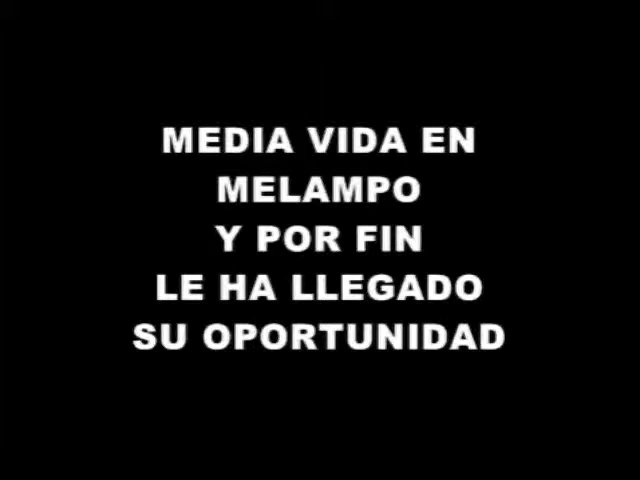 MEDIA VIDA EN
MELAMPO
Y POR FIN
LE HA LLEGADO
SU OPORTUNIDAD